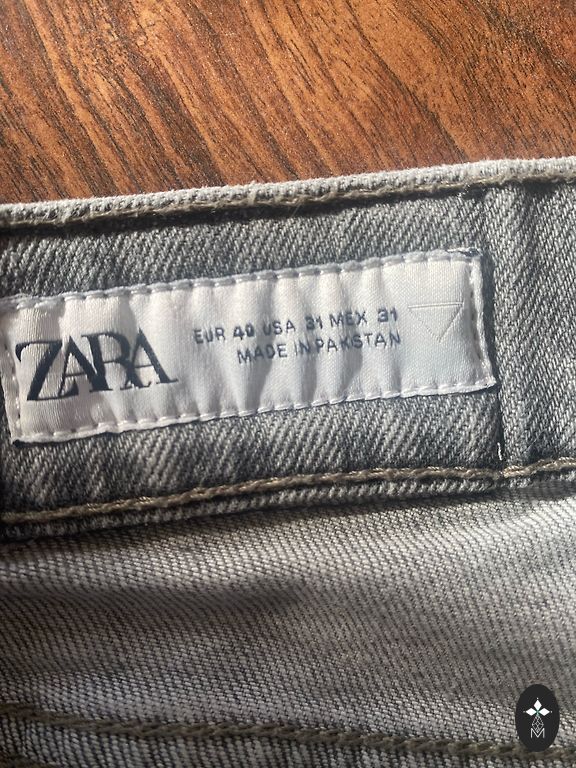 ZARA
EUR 40 USA 31 MEX 31
MADE IN PAKISTAN
M